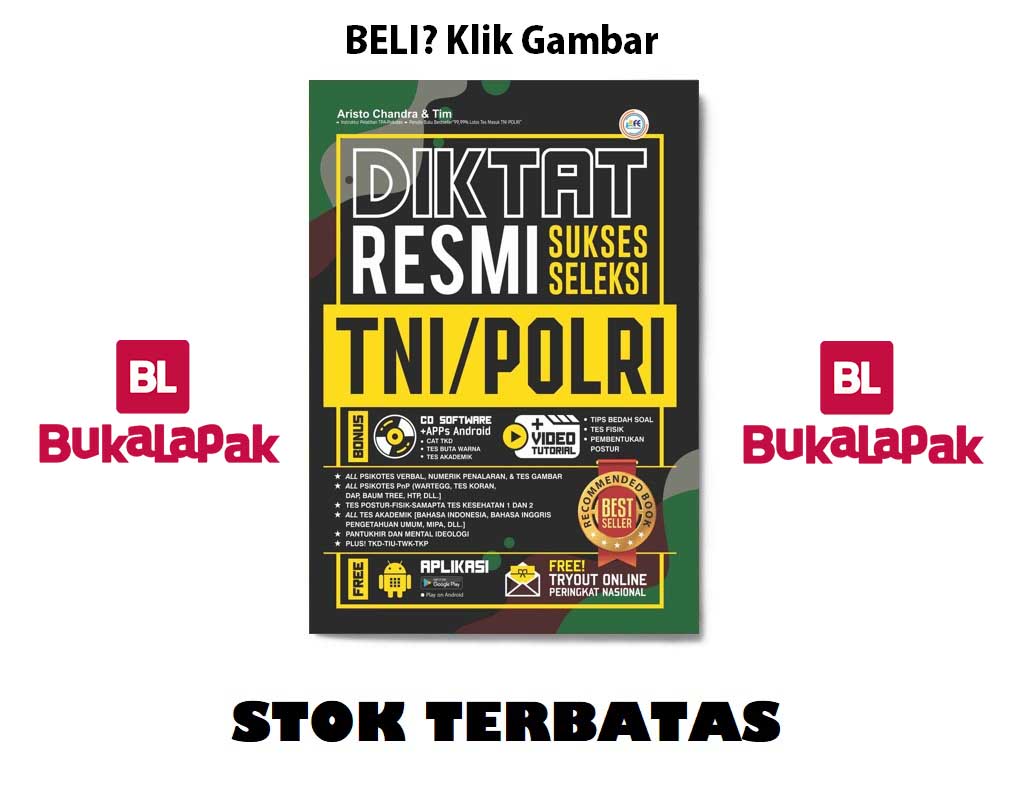 BELI? Klik Gambar
Aristo Chandra & Tim
DIKTAT
RESMI
SUKSES
SELEKSI
TNI/POLRI
BL
BukaLapak
BL
BukaLapak
BONUS
CD SOFTWARE
+APPs Android
• CAT TKD
• TES BUTA WARNA
• TES AKADEMIK
+
VIDEO
TUTORIAL
• TIPS BEDAH SOAL
• TES FISIK
• PEMBENTUKAN
POSTUR
★ ALL PSIKOTES VERBAL, NUMERIK PENALARAN, & TES GAMBAR
★ ALL PSIKOTES PnP (WARTEGG, TES KORAN,
DAP, BAUM TREE, HTP, DLL.]
★ TES POSTUR-FISIK-SAMAPTA TES KESEHATAN 1 DAN 2
★ ALL TES AKADEMIK [BAHASA INDONESIA, BAHASA INGGRIS
PENGETAHUAN UMUM, MIPA, DLL.]
★ PANTUKHIR DAN MENTAL IDEOLOGI
★ PLUS! TKD-TIU-TWK-TKP
RECOMMENDED BOOK
BEST
SELLER
FREE
APLIKASI
Google Play
Play on Android
FREE!
TRYOUT ONLINE
PERINGKAT NASIONAL
STOK TERBATAS